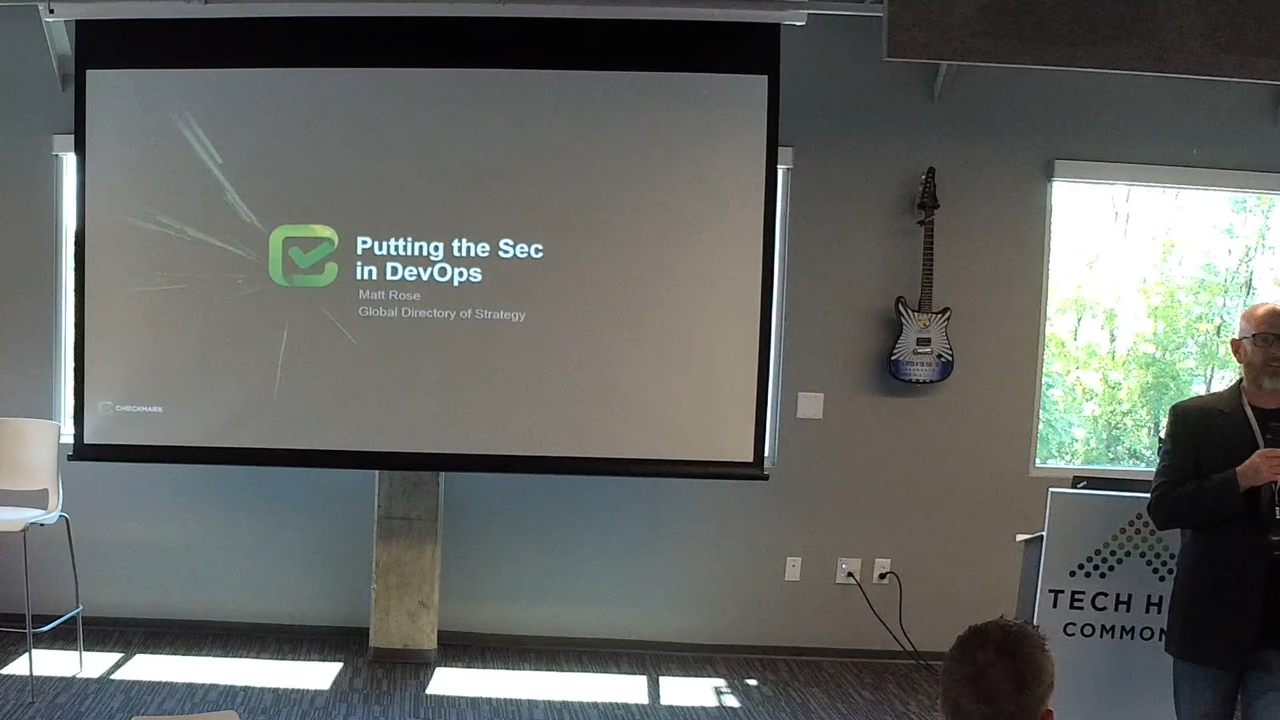 Putting the Sec
in DevOps
Matt Rose
Global Directory of Strategy
CHECKMARX
TECH H
COMMON